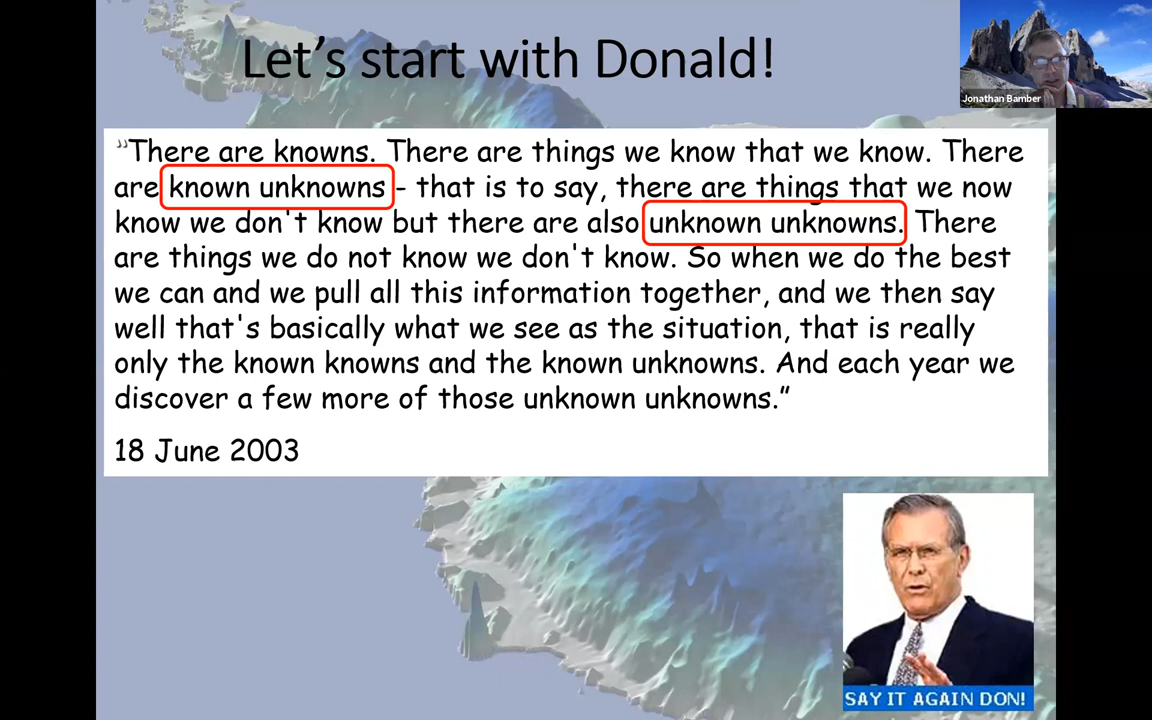 Let's start with Donald!
Jonathan Bamber
”There are knowns. There are things we know that we know. There
are known unknowns - that is to say, there are things that we now
know we don't know but there are also unknown unknowns. There
are things we do not know we don't know. So when we do the best
we can and we pull all this information together, and we then say
well that's basically what we see as the situation, that is really
only the known knowns and the known unknowns. And each year we
discover a few more of those unknown unknowns.”
18 June 2003
SAY IT AGAIN DON!